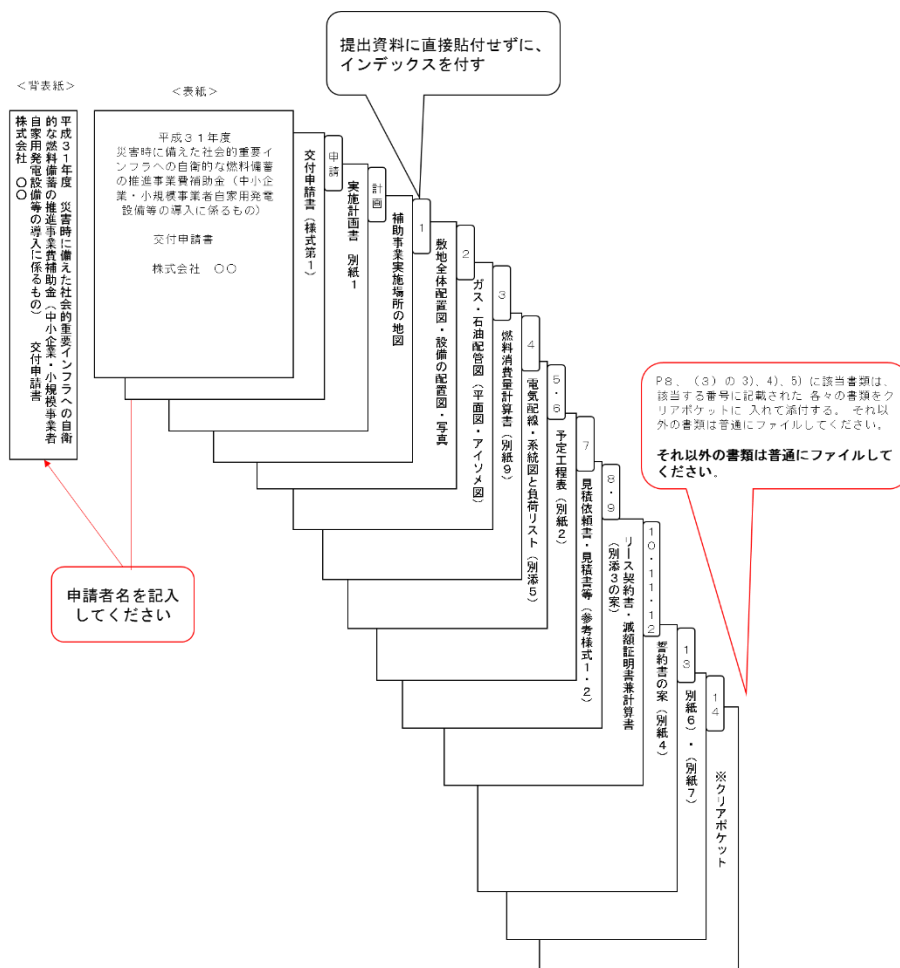 提出資料に直接貼付せずに、
インデックスを付す
＜背表紙＞
平成３１年度　災害時に備えた社会的重要インフラへの自衛
的な燃料備蓄の推進事業費補助金（中小企業・小規模事業者
自家用発電設備等の導入に係るもの）　交付申請書
株式会社　〇〇
＜表紙＞
平成３１年度
災害時に備えた社会的重要イ
ンフラへの自衛的な燃料備蓄
の推進事業費補助金（中小企
業・小規模事業者自家用発電
設備等の導入に係るもの）
交付申請書
株式会社　〇〇
申請
交付申請書（様式第１）
計画
実施計画書　別紙１
1
補助事業実施場所の地図
2
敷地全体配置図・設備の配置図・写真
3
ガス・石油配管図（平面図・アイソメ図）
4
燃料消費量計算書（別紙９）
5・6
電気配線・系統図と負荷リスト（別添５）
7
予定工程表（別紙２）
8・9
見積依頼書・見積書等（参考様式１・２）
10・11・12
リース契約書・減額証明書兼計算書
（別添３の案）
13
誓約書の案（別紙４）
14
別紙６）・（別紙７）
※クリアポケット
P８、（３）の 3)、4)、5) に該当書類は、
該当する番号に記載された 各々の書類をク
リアポケットに 入れて添付する。 それ以
外の書類は普通にファイルしてください。
それ以外の書類は普通にファイルして
ください。
申請者名を記入
してください